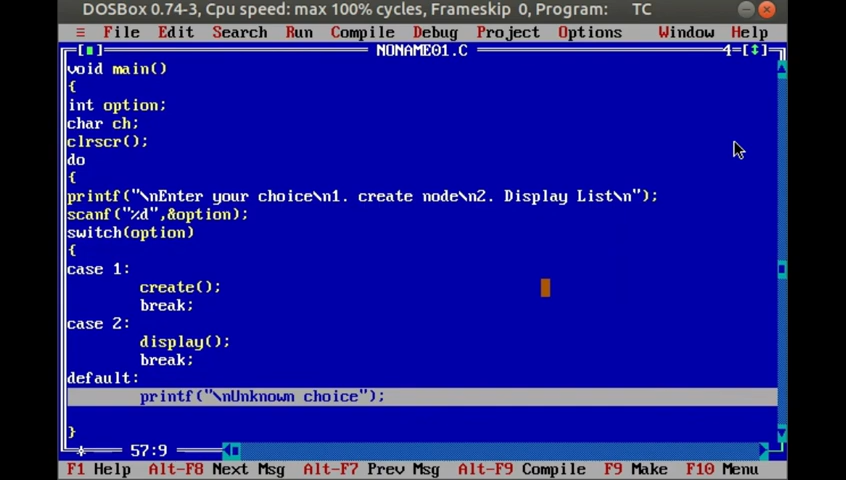 DOSBox 0.74-3, Cpu speed: max 100% cycles, Frameskip 0, Program: TC
≡ File Edit Search Run Compile Debug Project Options Window Help
[■] NONAME01.C 4=[↕]
void main()
{
int option;
char ch;
clrscr();
do
{
printf("\nEnter your choice\n1. create node\n2. Display List\n");
scanf("%d",&option);
switch(option)
{
case 1:
create();
break;
case 2:
display();
break;
default:
printf("\nUnknown choice");
}
57:9
F1 Help Alt-F8 Next Msg Alt-F7 Prev Msg Alt-F9 Compile F9 Make F10 Menu